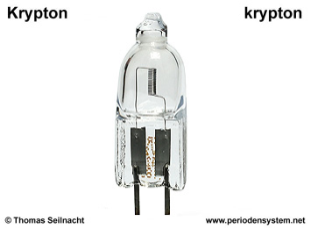 Krypton krypton
© Thomas Seilnacht www.periodensystem.net